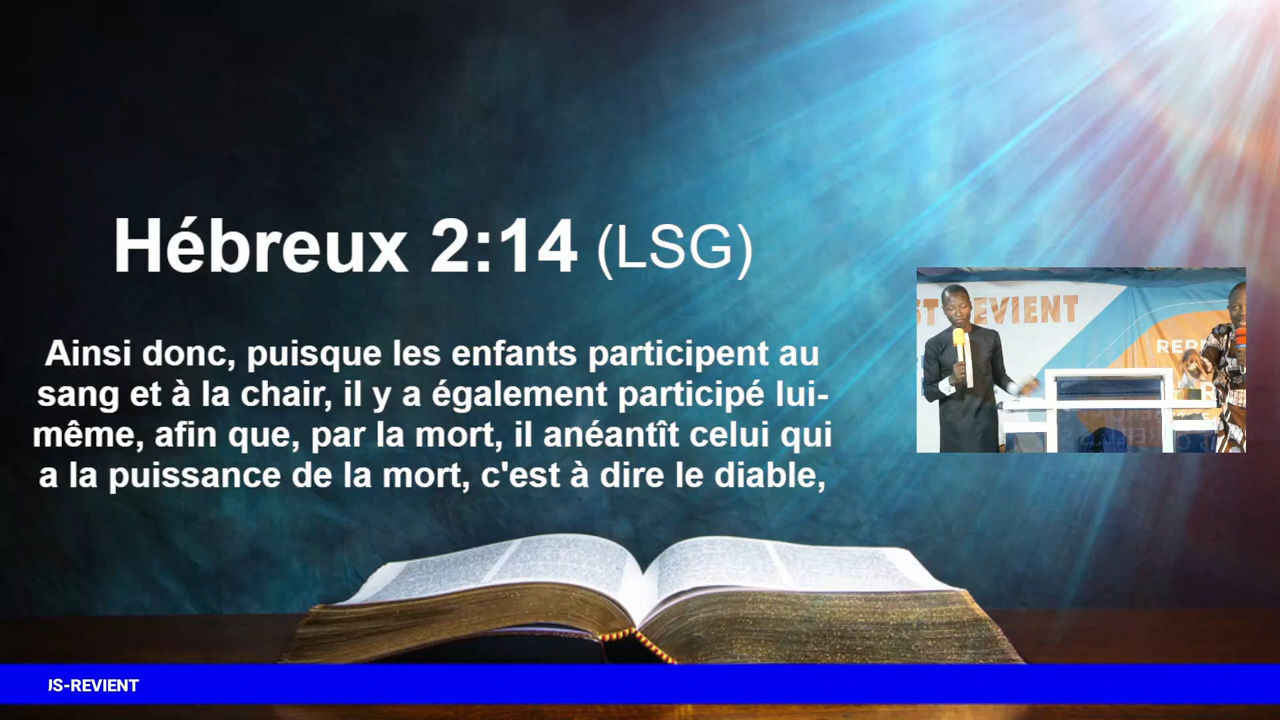 Hébreux 2:14 (LSG)
Ainsi donc, puisque les enfants participent au
sang et à la chair, il y a également participé lui-
même, afin que, par la mort, il anéantît celui qui
a la puissance de la mort, c'est à dire le diable,
ST REVIENT
S-REVIENT